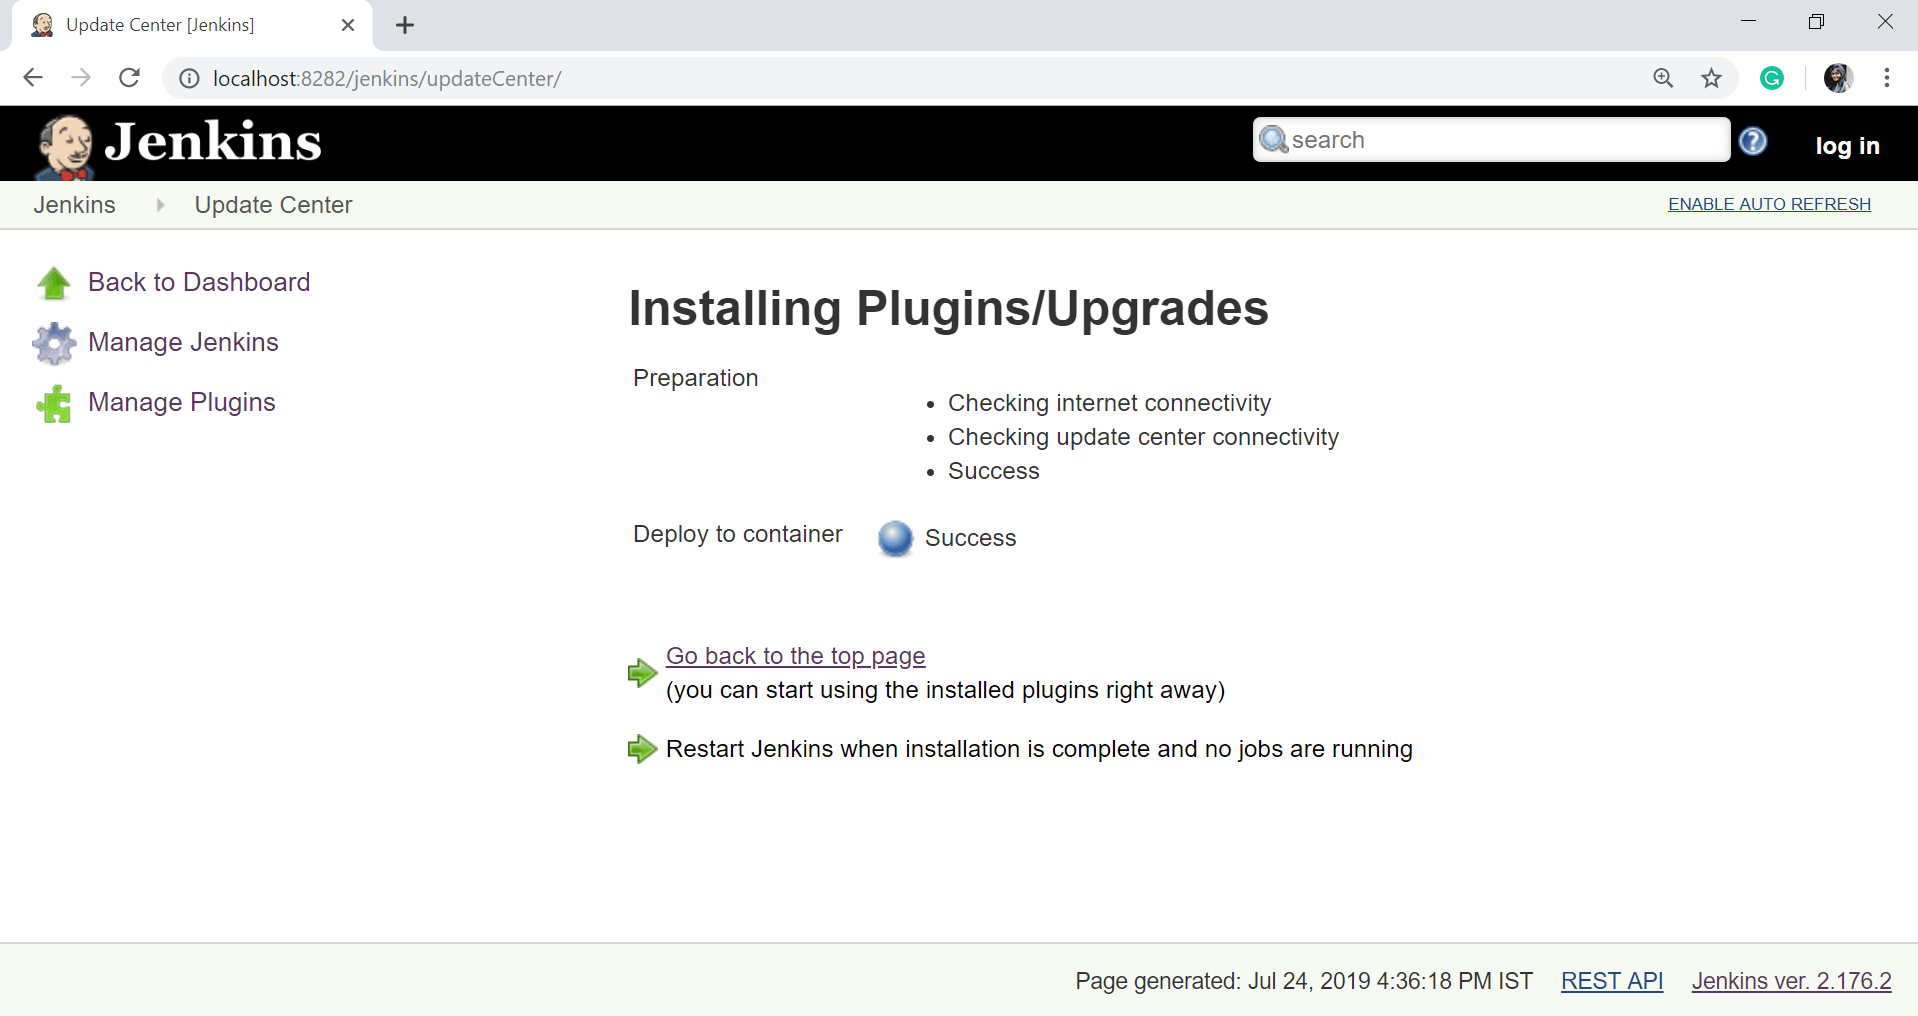 Update Center [Jenkins]
localhost:8282/jenkins/updateCenter/
Jenkins
search
log in
Jenkins Update Center
ENABLE AUTO REFRESH
Back to Dashboard
Manage Jenkins
Manage Plugins
Installing Plugins/Upgrades
Preparation
Checking internet connectivity
Checking update center connectivity
Success
Deploy to container Success
Go back to the top page
(you can start using the installed plugins right away)
Restart Jenkins when installation is complete and no jobs are running
Page generated: Jul 24, 2019 4:36:18 PM IST REST API Jenkins ver. 2.176.2